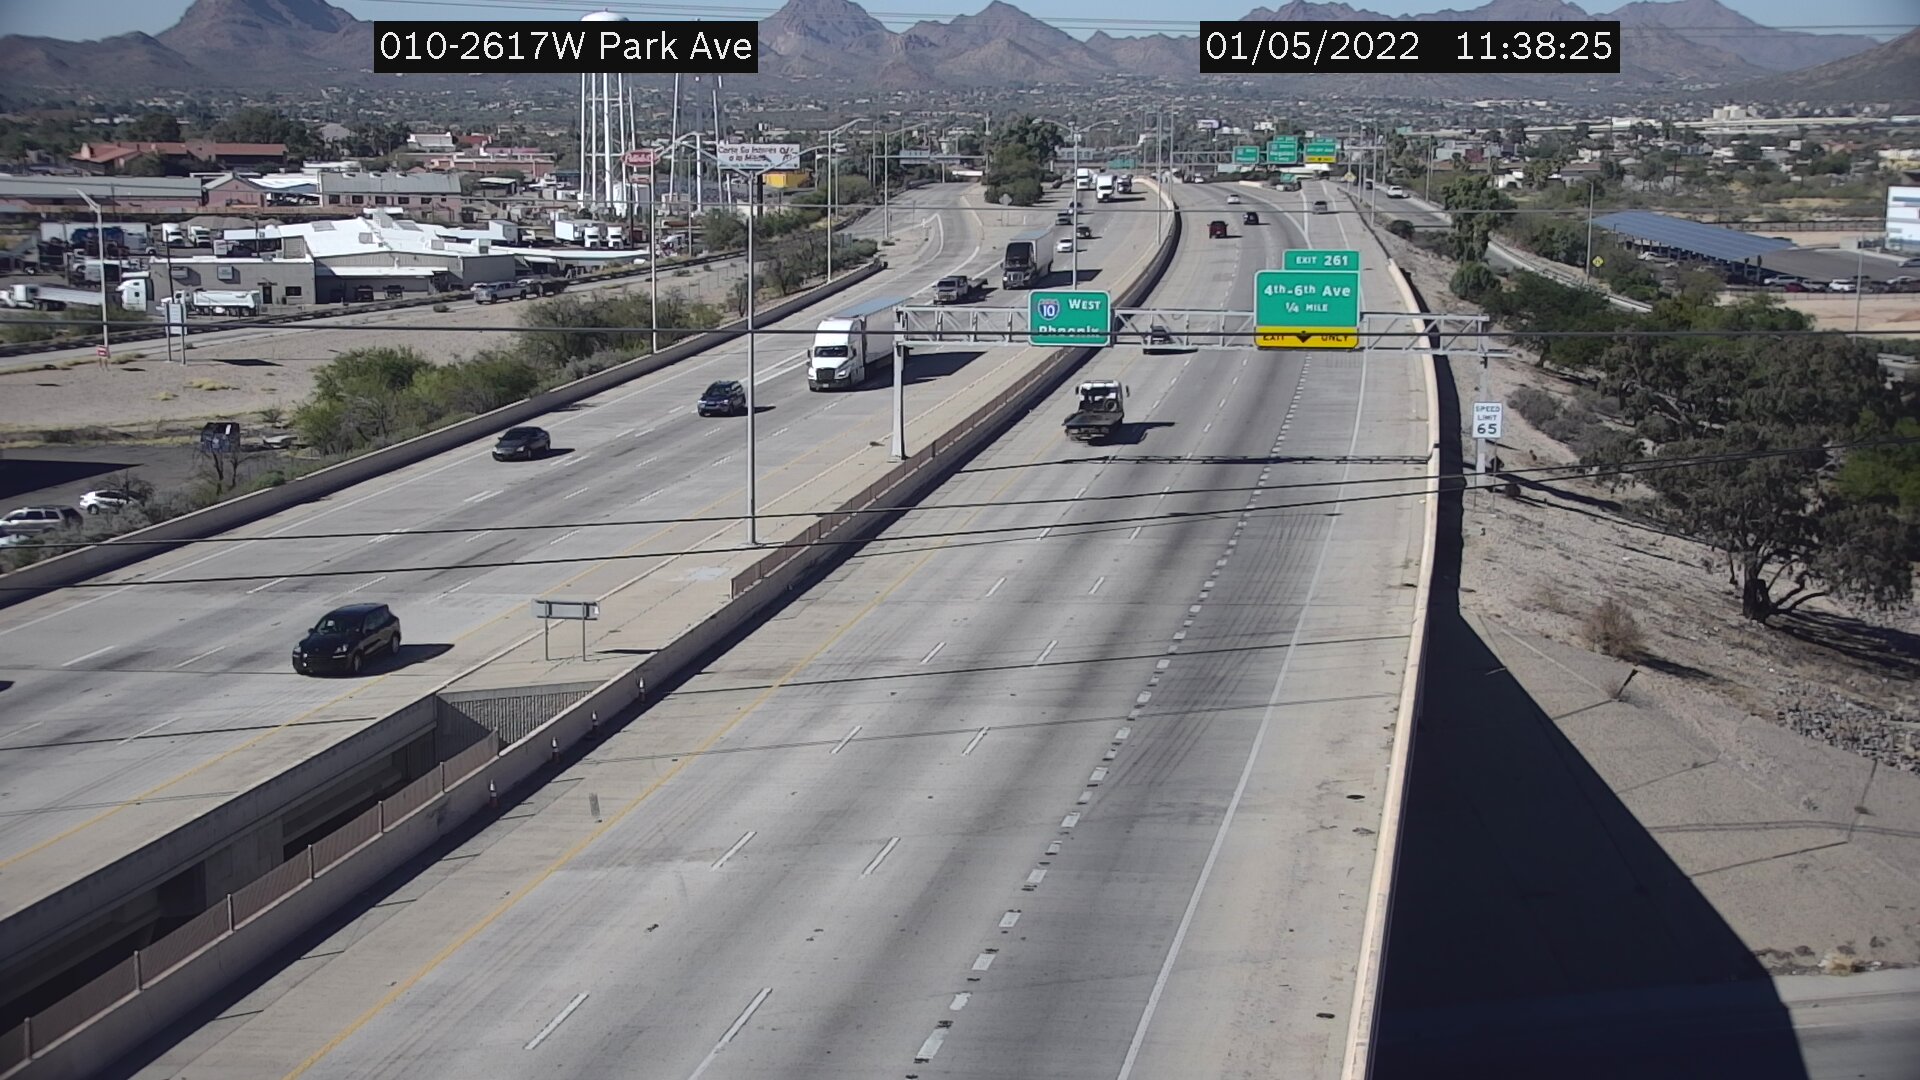 010-2617W Park Ave
01/05/2022 11:38:25
EXIT 261
4th-6th Ave
1/4 MILE
EXIT ONLY
10 WEST
Phoenix
SPEED
LIMIT
65